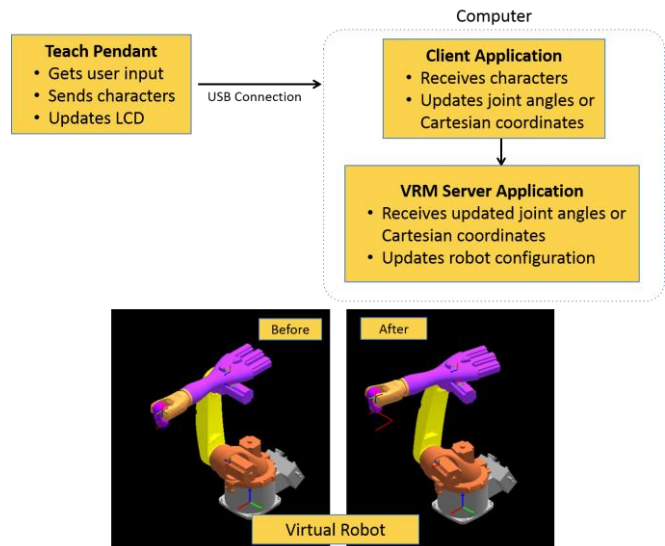 Computer
Teach Pendant
• Gets user input
• Sends characters
• Updates LCD
USB Connection
Client Application
• Receives characters
• Updates joint angles or
Cartesian coordinates
VRM Server Application
• Receives updated joint angles or
Cartesian coordinates
• Updates robot configuration
Before
After
Virtual Robot